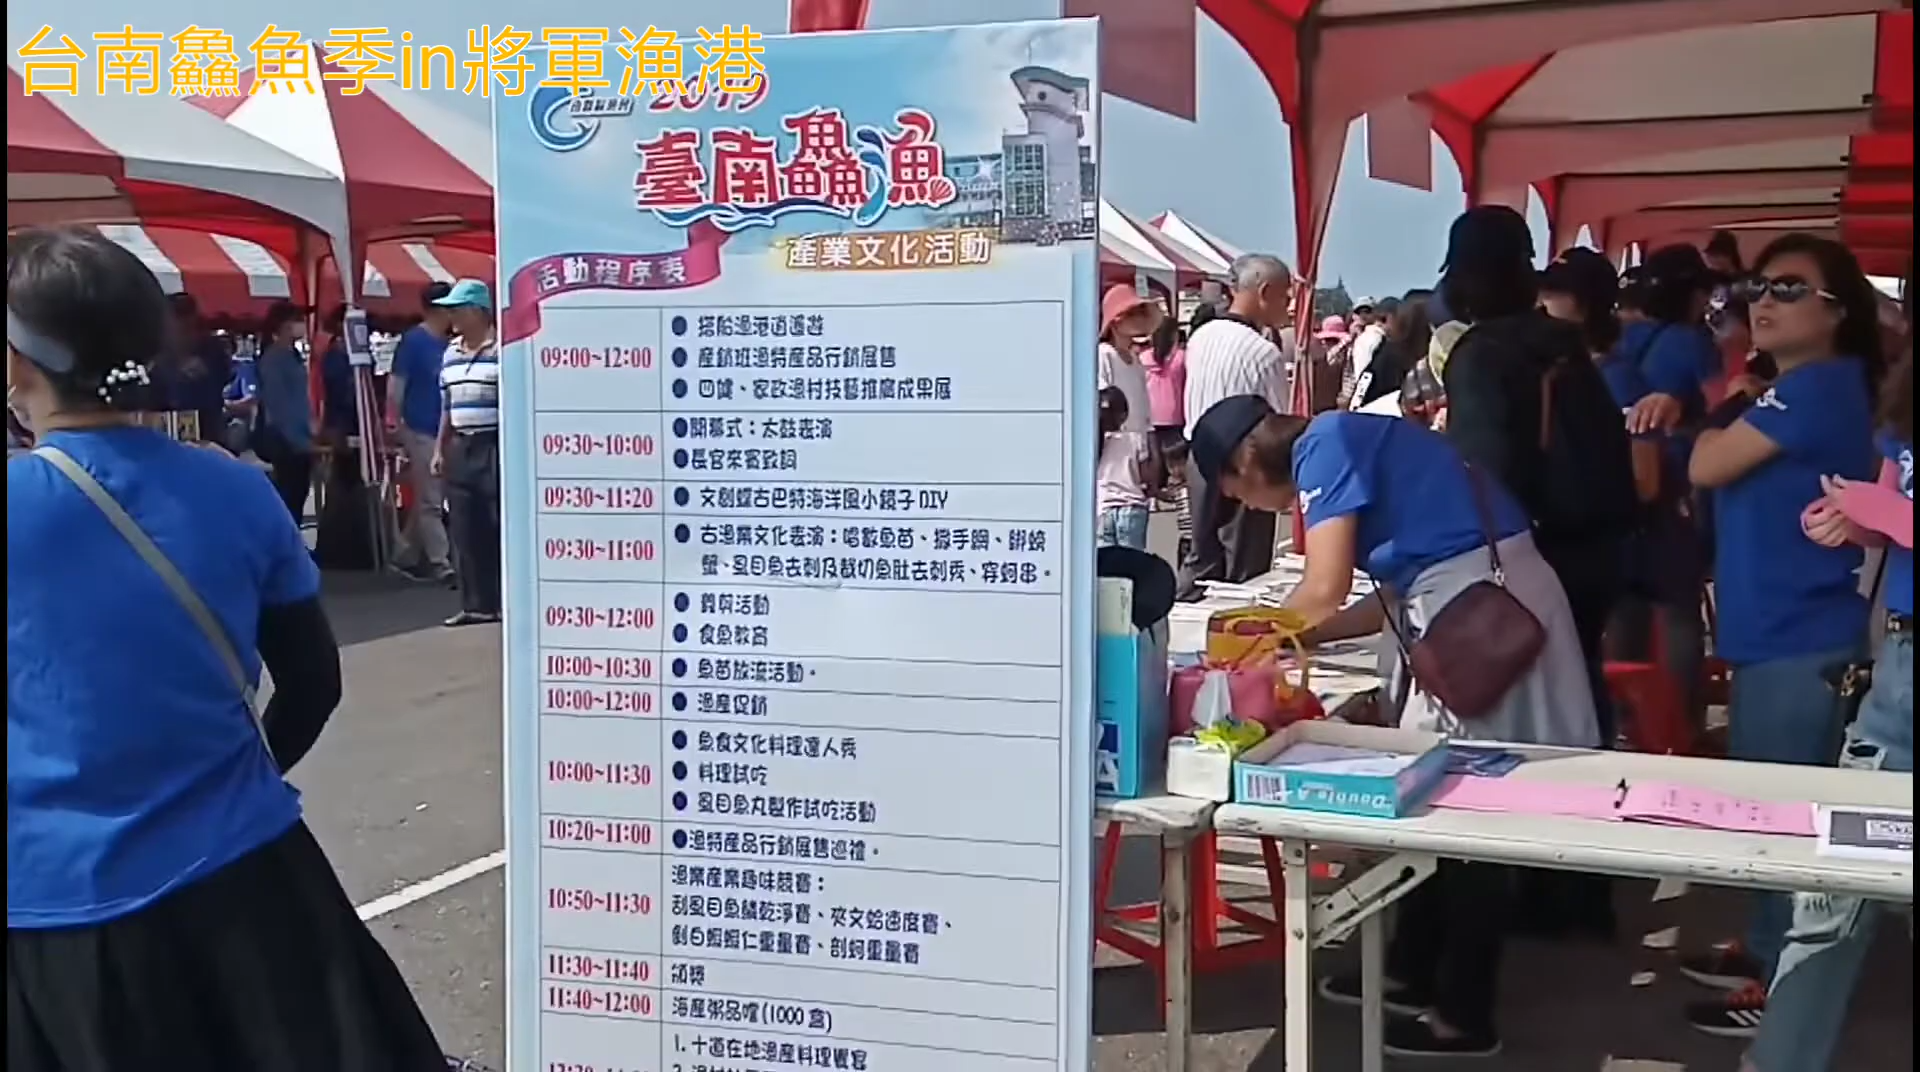 台南鱻魚季in將軍漁港
2019
臺南鱻漁
產業文化活動
活動程序表
09:00~12:00
● 搭船漁港逍遙遊
● 產銷班漁特產品行銷展售
● 四健、家政漁村技藝推廣成果展
09:30~10:00
●開幕式：太鼓表演
●長官來賓致詞
09:30~11:20
● 文創蝶古巴特海洋風小鏡子DIY
09:30~11:00
● 古漁業文化表演：唱數魚苗、撒手網、綁螃
蟹、虱目魚去刺及裁切魚肚去刺秀、穿蚵串。
09:30~12:00
● 義剪活動
● 食魚教育
10:00~10:30
● 魚苗放流活動。
10:00~12:00
● 漁產促銷
10:00~11:30
● 魚食文化料理達人秀
● 料理試吃
● 虱目魚丸製作試吃活動
10:20~11:00
●漁特產品行銷展售巡禮。
10:50~11:30
漁業產業趣味競賽：
刮虱目魚鱗乾淨賽、夾文蛤速度賽、
剝白蝦蝦仁重量賽、剖蚵重量賽
11:30~11:40
頒獎
11:40~12:00
海產粥品嚐(1000盒)
1.十道在地漁產料理饗宴
Double A